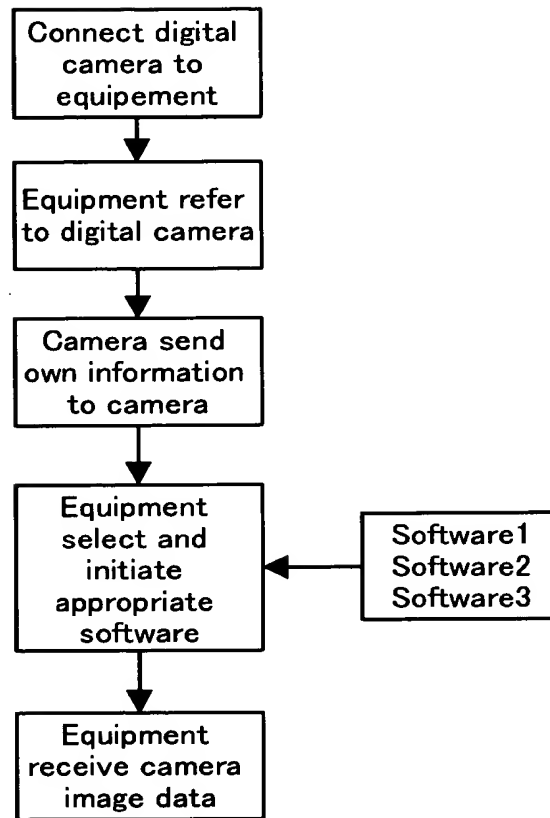 Connect digital
camera to
equipement
Equipment refer
to digital camera
Camera send
own information
to camera
Equipment
select and
initiate
appropriate
software
Software1
Software2
Software3
Equipment
receive camera
image data